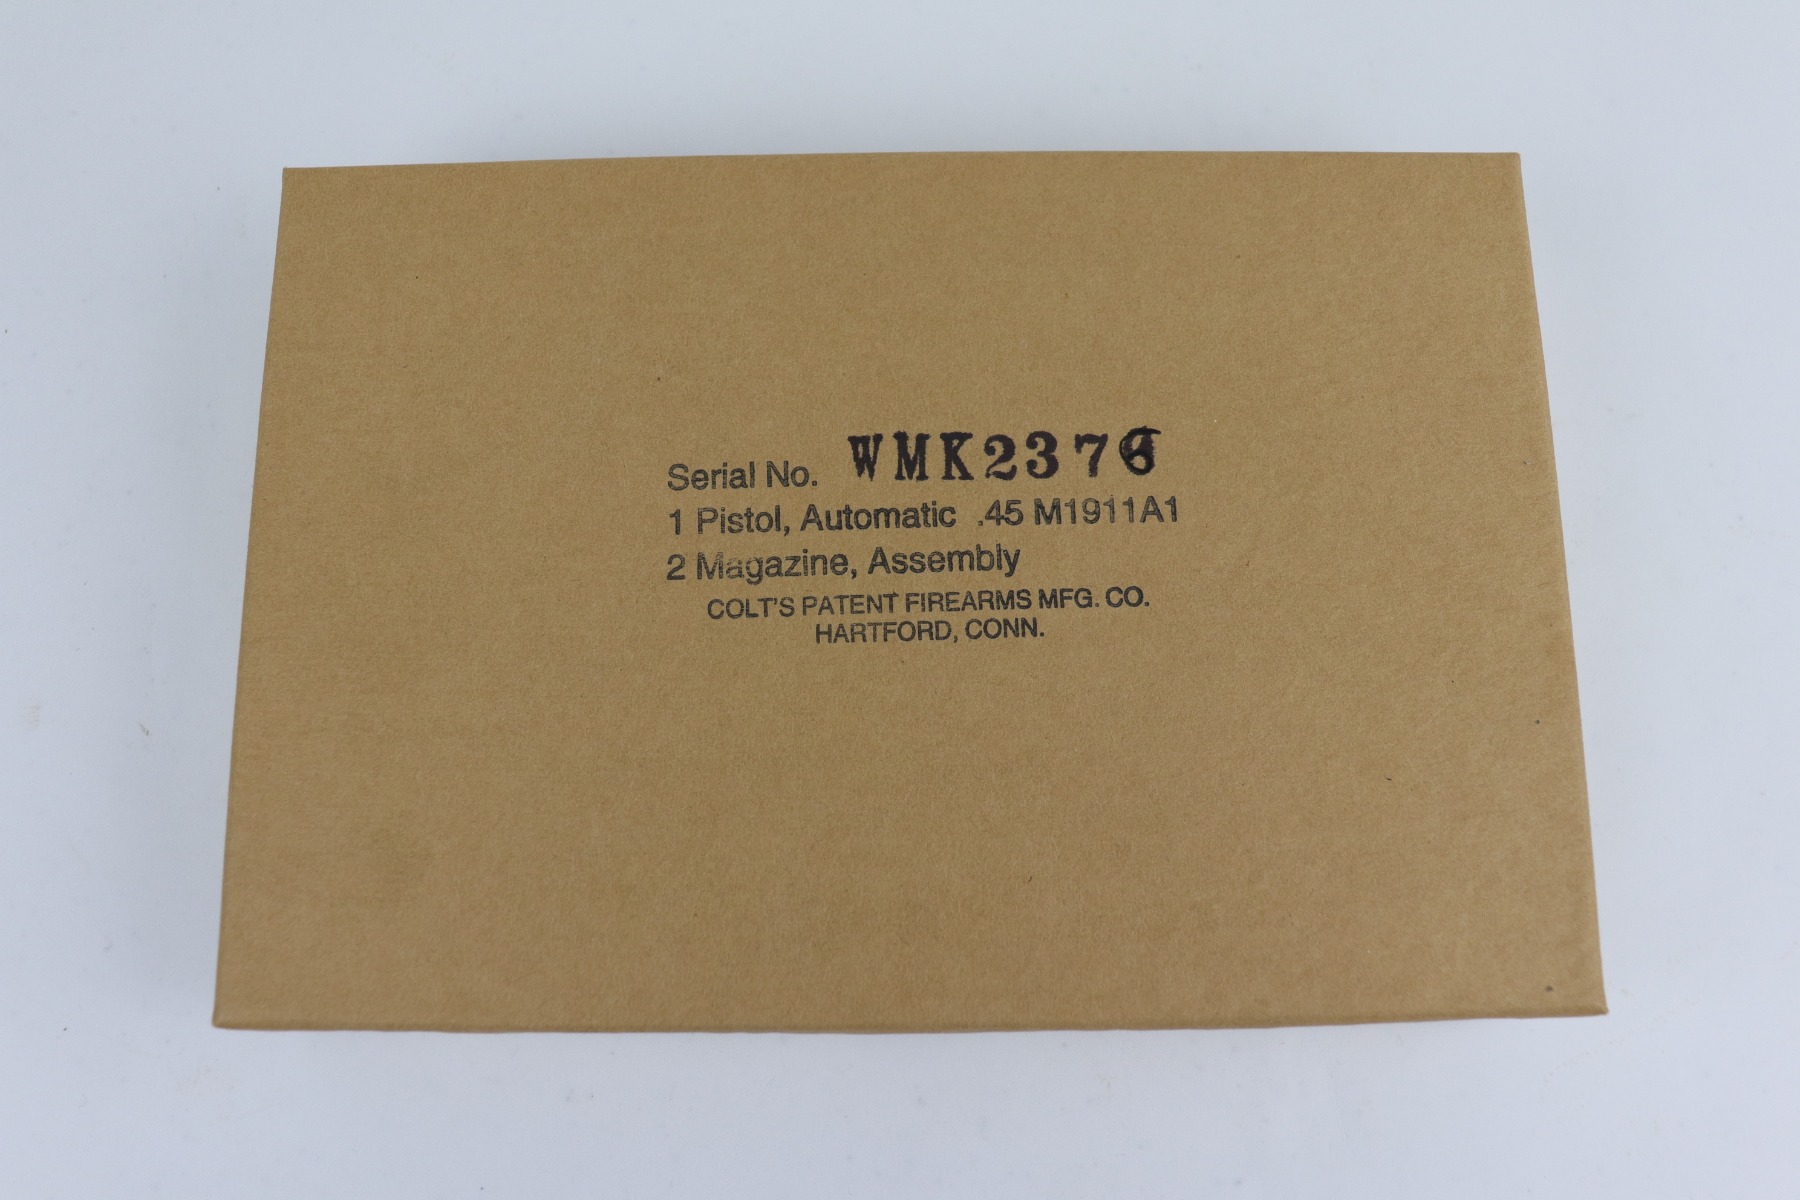 Serial No. WMK2376
1 Pistol, Automatic .45 M1911A1
2 Magazine, Assembly
COLT'S PATENT FIREARMS MFG. CO.
HARTFORD, CONN.